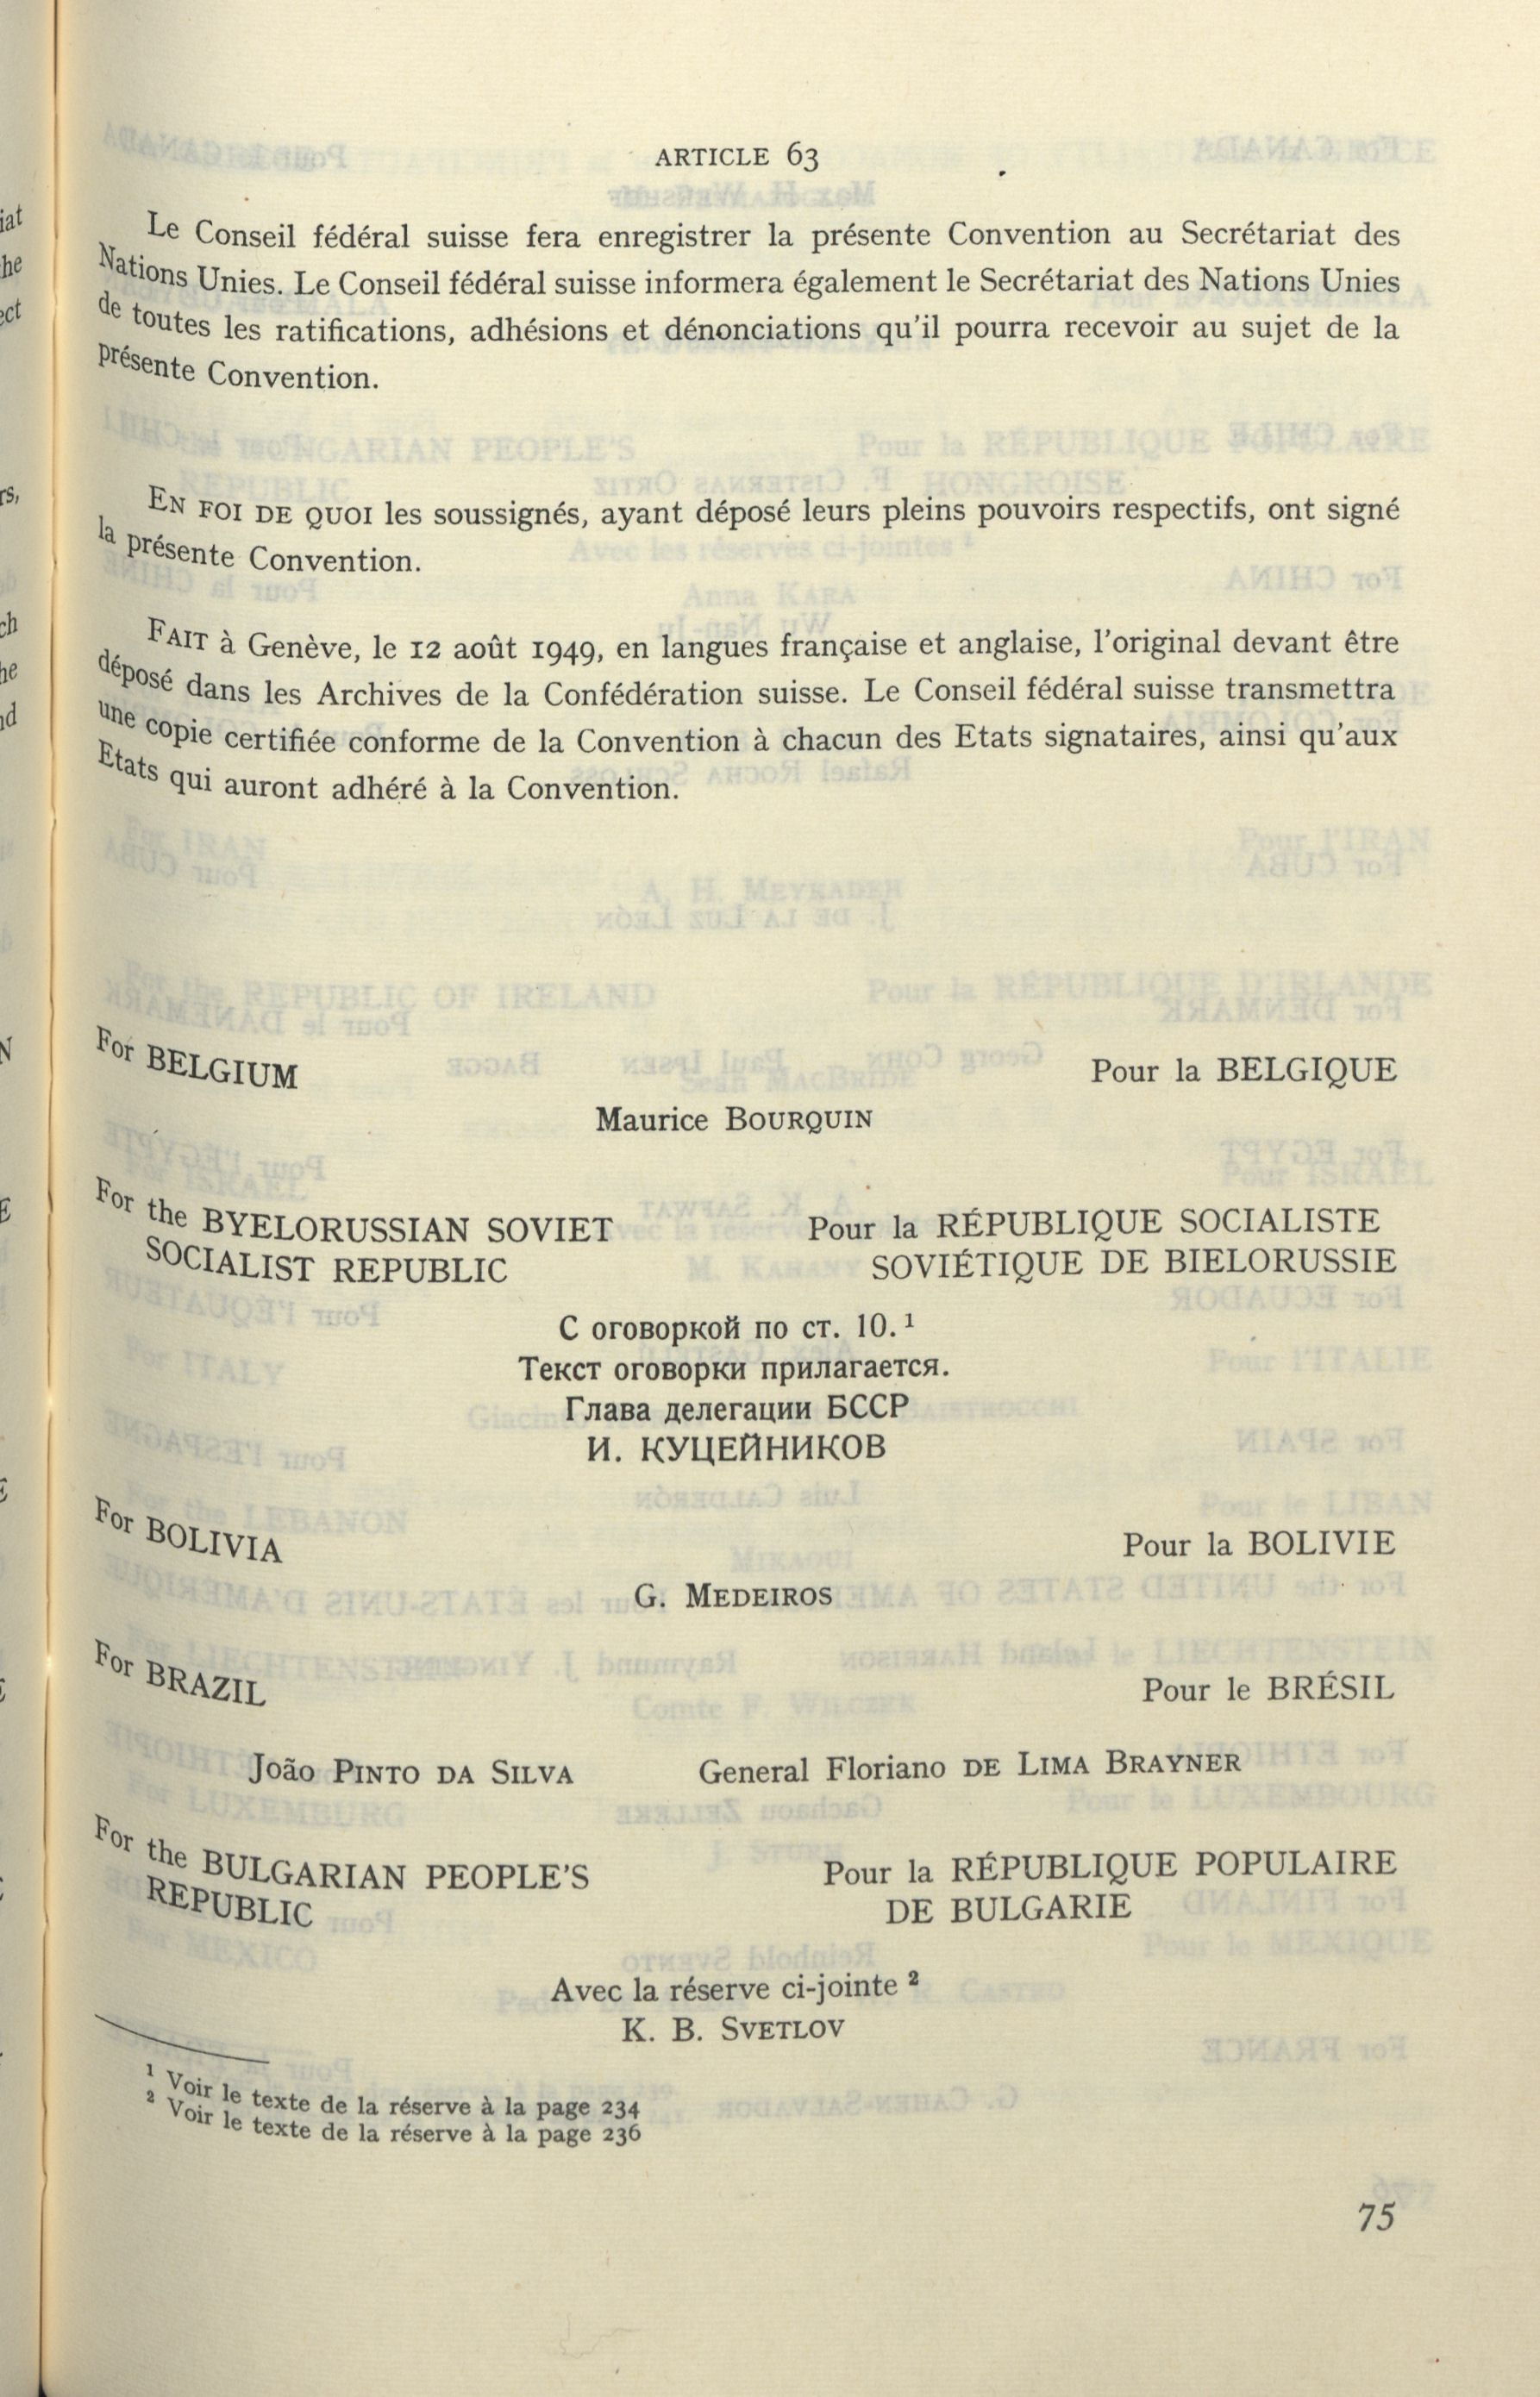 ARTICLE 63
Le Conseil fédéral suisse fera enregistrer la présente Convention au Secrétariat des
Nations Unies. Le Conseil fédéral suisse informera également le Secrétariat des Nations Unies
de toutes les ratifications, adhésions et dénonciations qu'il pourra recevoir au sujet de la
présente Convention.
EN FOI DE QUOI les soussignés, ayant déposé leurs pleins pouvoirs respectifs, ont signé
la présente Convention.
FAIT à Genève, le 12 août 1949, en langues française et anglaise, l'original devant être
déposé dans les Archives de la Confédération suisse. Le Conseil fédéral suisse transmettra
une copie certifiée conforme de la Convention à chacun des Etats signataires, ainsi qu'aux
Etats qui auront adhéré à la Convention.
For BELGIUM Pour la BELGIQUE
Maurice BOURQUIN
For the BYELORUSSIAN SOVIET Pour la RÉPUBLIQUE SOCIALISTE
SOCIALIST REPUBLIC SOVIÉTIQUE DE BIELORUSSIE
С оговоркой по ст. 10. ¹
Текст оговорки прилагается.
Глава делегации БССР
И. КУЦЕЙНИКОВ
For BOLIVIA Pour la BOLIVIE
G. MEDEIROS
For BRAZIL Pour le BRÉSIL
João PINTO DA SILVA General Floriano DE LIMA BRAYNER
For the BULGARIAN PEOPLE'S Pour la RÉPUBLIQUE POPULAIRE
REPUBLIC DE BULGARIE
Avec la réserve ci-jointe ²
K. B. SVETLOV
¹ Voir le texte de la réserve à la page 234
² Voir le texte de la réserve à la page 236
75